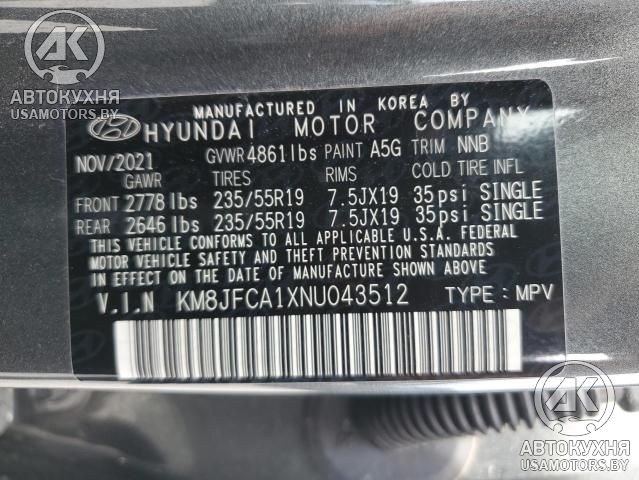 AK
АВТОКУХНЯ
USAMOTORS.BY
MANUFACTURED IN KOREA BY
HYUNDAI MOTOR COMPANY
NOV/2021 GVWR 4861lbs PAINT A5G TRIM NNB
GAWR TIRES RIMS COLD TIRE INFL
FRONT 2778 lbs 235/55R19 7.5JX19 35psi SINGLE
REAR 2646 lbs 235/55R19 7.5JX19 35psi SINGLE
THIS VEHICLE CONFORMS TO ALL APPLICABLE U.S.A. FEDERAL
MOTOR VEHICLE SAFETY AND THEFT PREVENTION STANDARDS
IN EFFECT ON THE DATE OF MANUFACTURE SHOWN ABOVE
V.I.N KM8JFCA1XNU043512 TYPE : MPV
AK
АВТОКУХНЯ
USAMOTORS.BY